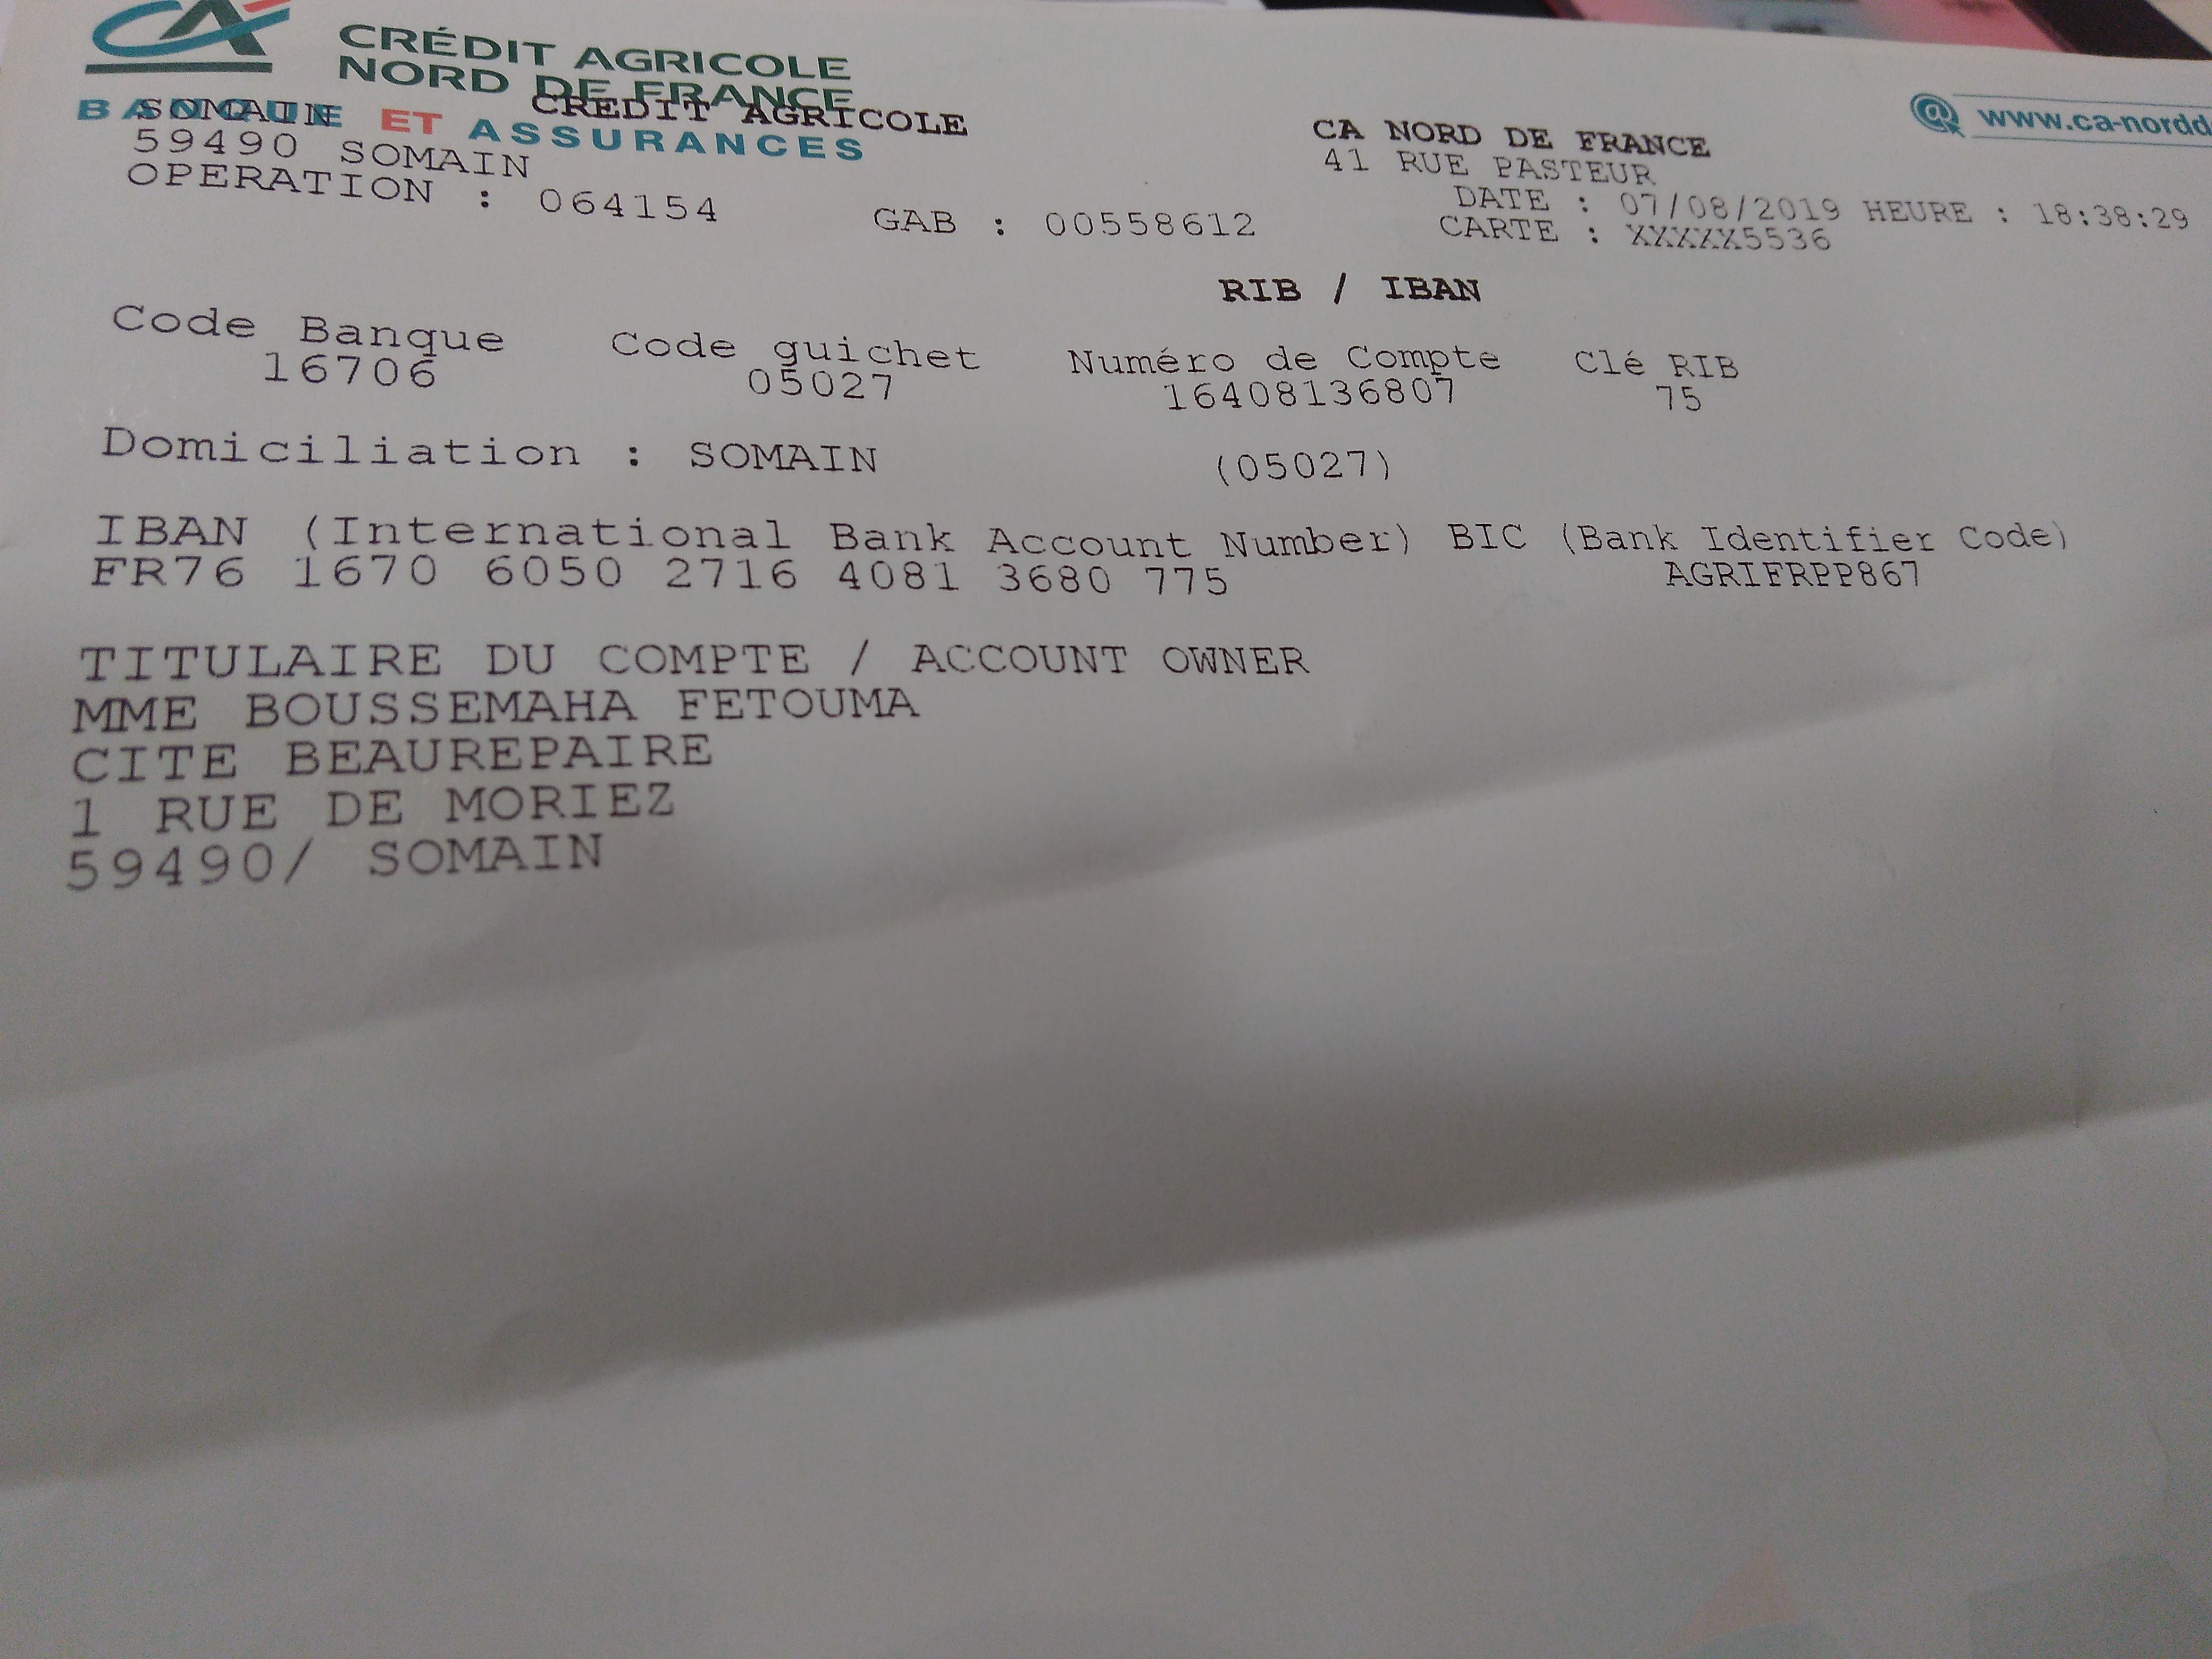 CRÉDIT AGRICOLE
NORD DE FRANCE
BANQUE ET ASSURANCES
www.ca-nordd
SOMAIN CREDIT AGRICOLE
59490 SOMAIN
CA NORD DE FRANCE
41 RUE PASTEUR
OPERATION : 064154 GAB : 00558612 DATE : 07/08/2019 HEURE : 18:38:29
CARTE : XXXXX5536
RIB / IBAN
Code Banque Code guichet Numéro de Compte Clé RIB
16706 05027 16408136807 75
Domiciliation : SOMAIN (05027)
IBAN (International Bank Account Number) BIC (Bank Identifier Code)
FR76 1670 6050 2716 4081 3680 775 AGRIFRPP867
TITULAIRE DU COMPTE / ACCOUNT OWNER
MME BOUSSEMAHA FETOUMA
CITE BEAUREPAIRE
1 RUE DE MORIEZ
59490/ SOMAIN